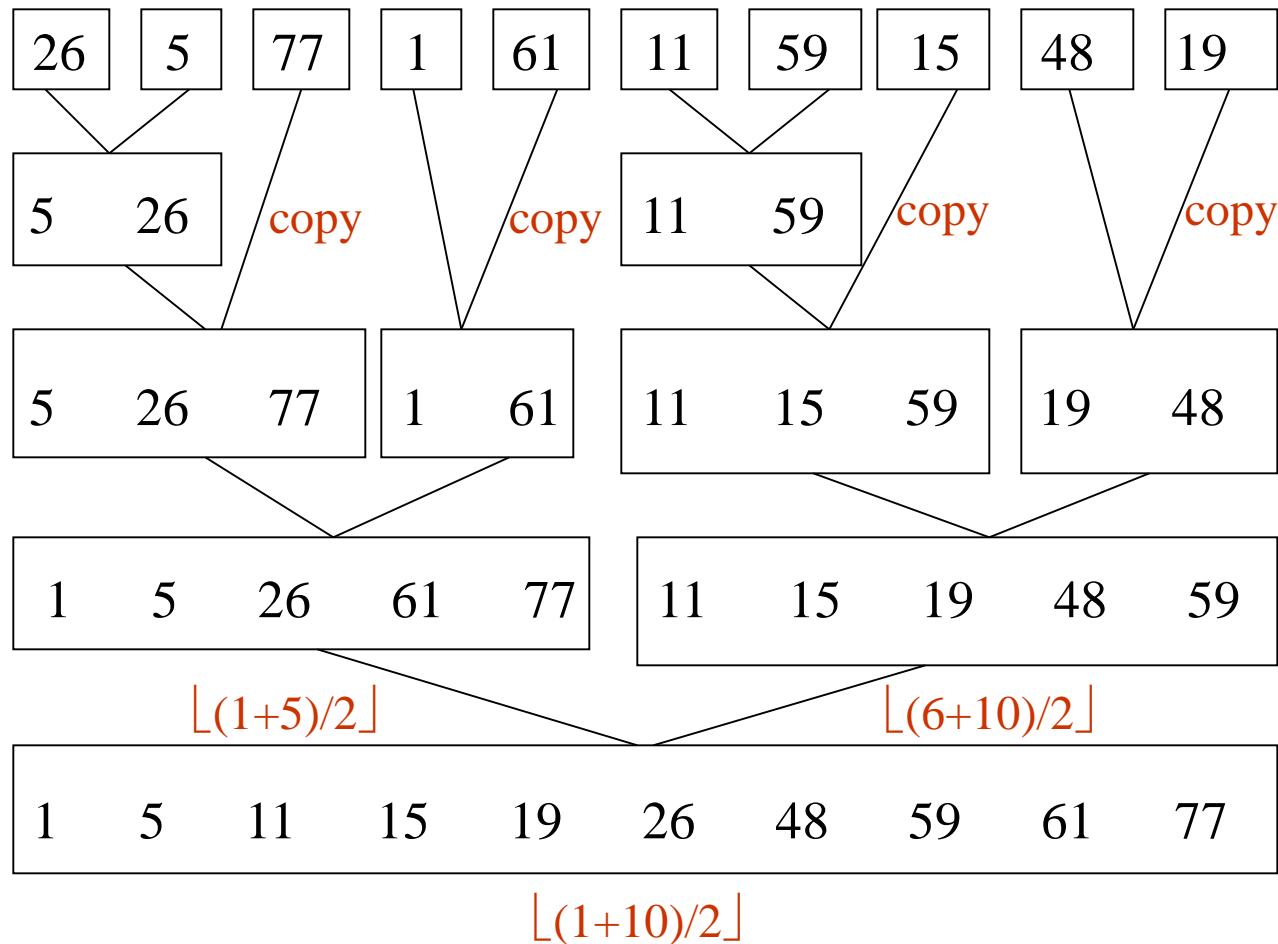 26 5 77 1 61 11 59 15 48 19
5 26 copy copy 11 59 copy copy
5 26 77 1 61 11 15 59 19 48
1 5 26 61 77 11 15 19 48 59
⌊(1+5)/2⌋ ⌊(6+10)/2⌋
1 5 11 15 19 26 48 59 61 77
⌊(1+10)/2⌋